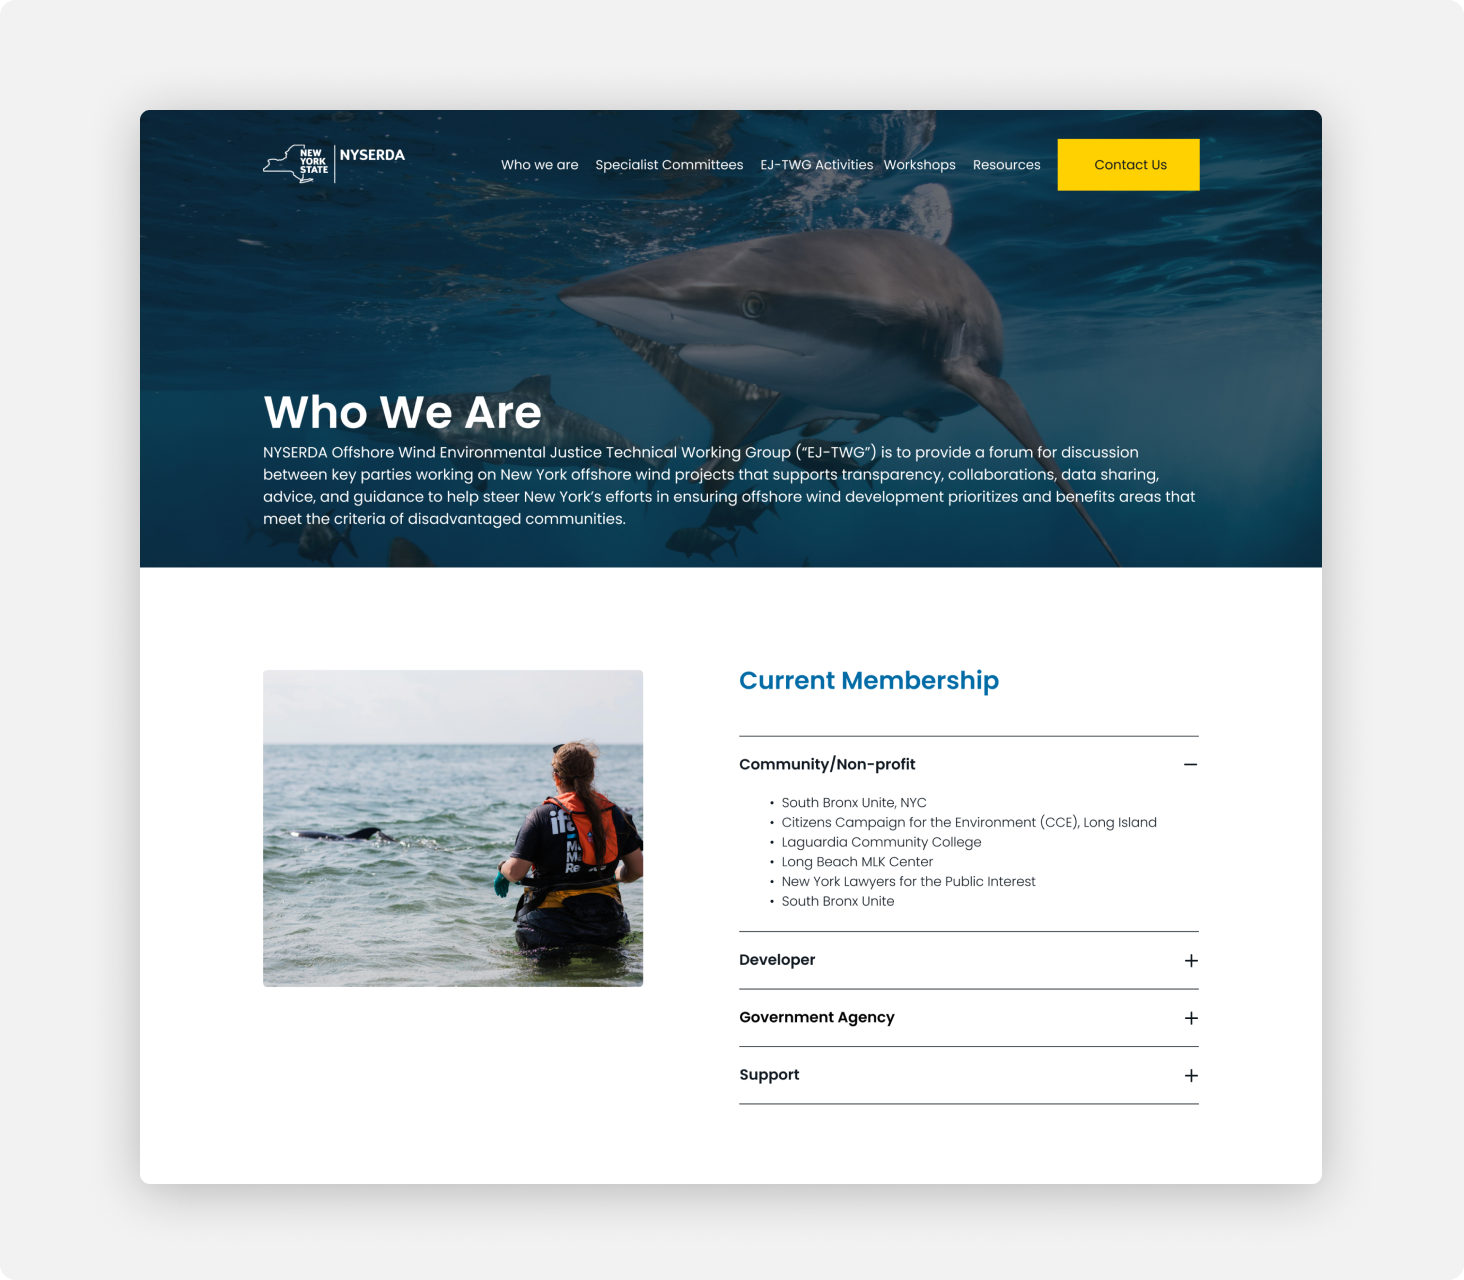 NEW
YORK
STATE
NYSERDA
Who we are
Specialist Committees
EJ-TWG Activities
Workshops
Resources
Contact Us
Who We Are
NYSERDA Offshore Wind Environmental Justice Technical Working Group (“EJ-TWG”) is to provide a forum for discussion
between key parties working on New York offshore wind projects that supports transparency, collaborations, data sharing,
advice, and guidance to help steer New York’s efforts in ensuring offshore wind development prioritizes and benefits areas that
meet the criteria of disadvantaged communities.
Current Membership
Community/Non-profit
• South Bronx Unite, NYC
• Citizens Campaign for the Environment (CCE), Long Island
• Laguardia Community College
• Long Beach MLK Center
• New York Lawyers for the Public Interest
• South Bronx Unite
Developer
Government Agency
Support